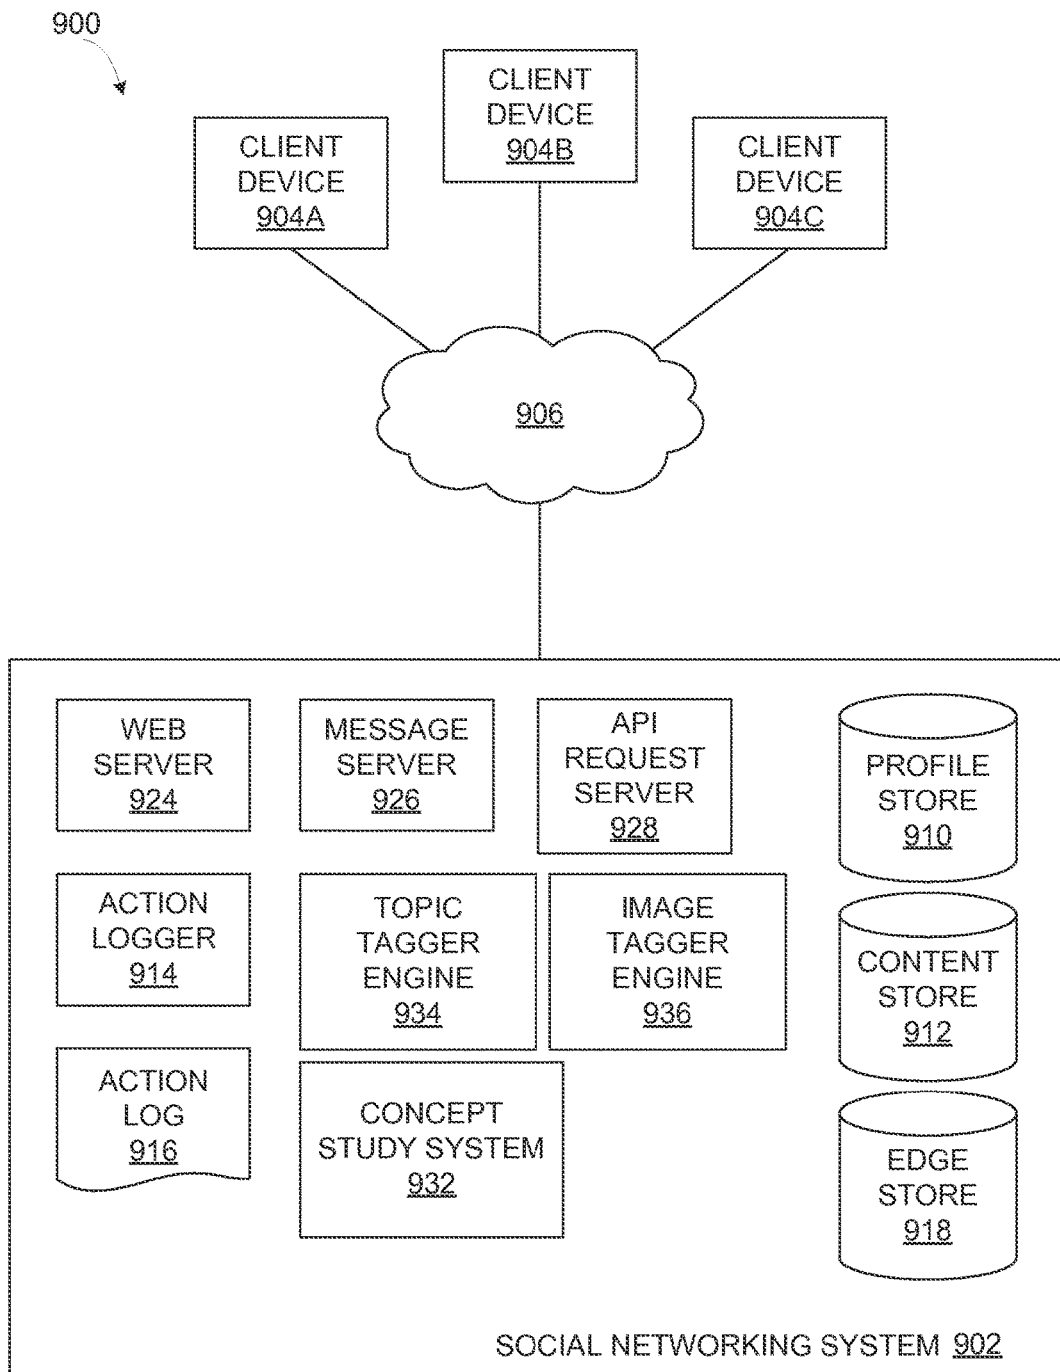 900
CLIENT
DEVICE
904A
CLIENT
DEVICE
904B
CLIENT
DEVICE
904C
906
WEB
SERVER
924
MESSAGE
SERVER
926
API
REQUEST
SERVER
928
PROFILE
STORE
910
ACTION
LOGGER
914
TOPIC
TAGGER
ENGINE
934
IMAGE
TAGGER
ENGINE
936
CONTENT
STORE
912
ACTION
LOG
916
CONCEPT
STUDY SYSTEM
932
EDGE
STORE
918
SOCIAL NETWORKING SYSTEM 902